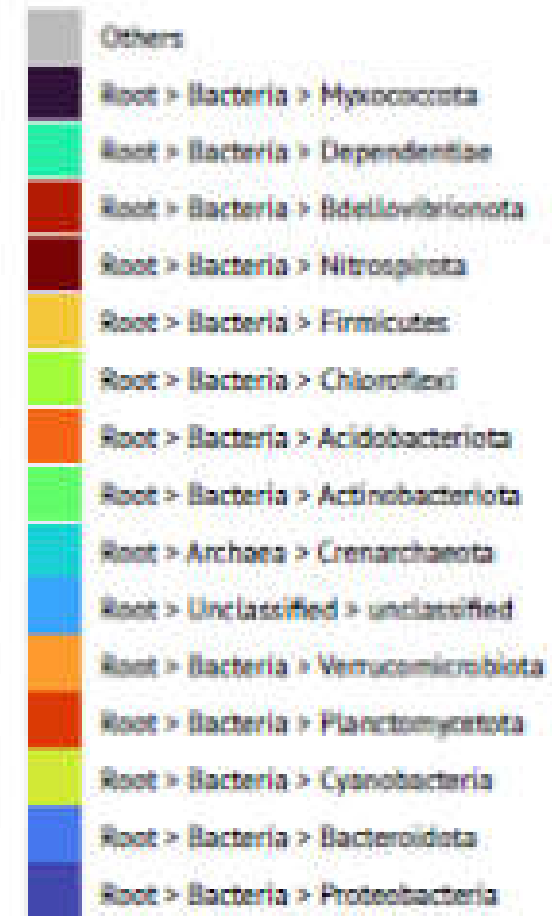 Others
Root > Bacteria > Myxococcota
Root > Bacteria > Dependentiae
Root > Bacteria > Bdellovibrionota
Root > Bacteria > Nitrospirota
Root > Bacteria > Firmicutes
Root > Bacteria > Chloroflexi
Root > Bacteria > Acidobacteriota
Root > Bacteria > Actinobacteriota
Root > Archaea > Crenarchaeota
Root > Unclassified > unclassified
Root > Bacteria > Verrucomicrobiota
Root > Bacteria > Planctomycetota
Root > Bacteria > Cyanobacteria
Root > Bacteria > Bacteroidota
Root > Bacteria > Proteobacteria